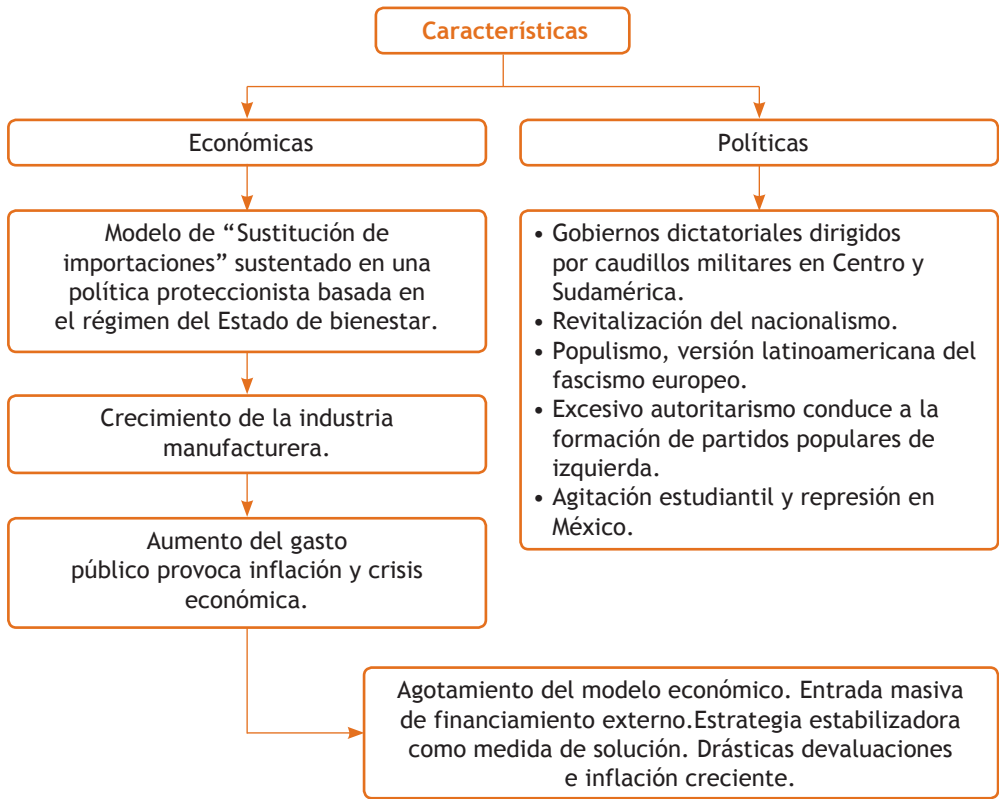 Características
Económicas
Modelo de “Sustitución de
importaciones” sustentado en una
política proteccionista basada en
el régimen del Estado de bienestar.
Crecimiento de la industria
manufacturera.
Aumento del gasto
público provoca inflación y crisis
económica.
Agotamiento del modelo económico. Entrada masiva
de financiamiento externo.Estrategia estabilizadora
como medida de solución. Drásticas devaluaciones
e inflación creciente.
Políticas
• Gobiernos dictatoriales dirigidos
por caudillos militares en Centro y
Sudamérica.
• Revitalización del nacionalismo.
• Populismo, versión latinoamericana del
fascismo europeo.
• Excesivo autoritarismo conduce a la
formación de partidos populares de
izquierda.
• Agitación estudiantil y represión en
México.